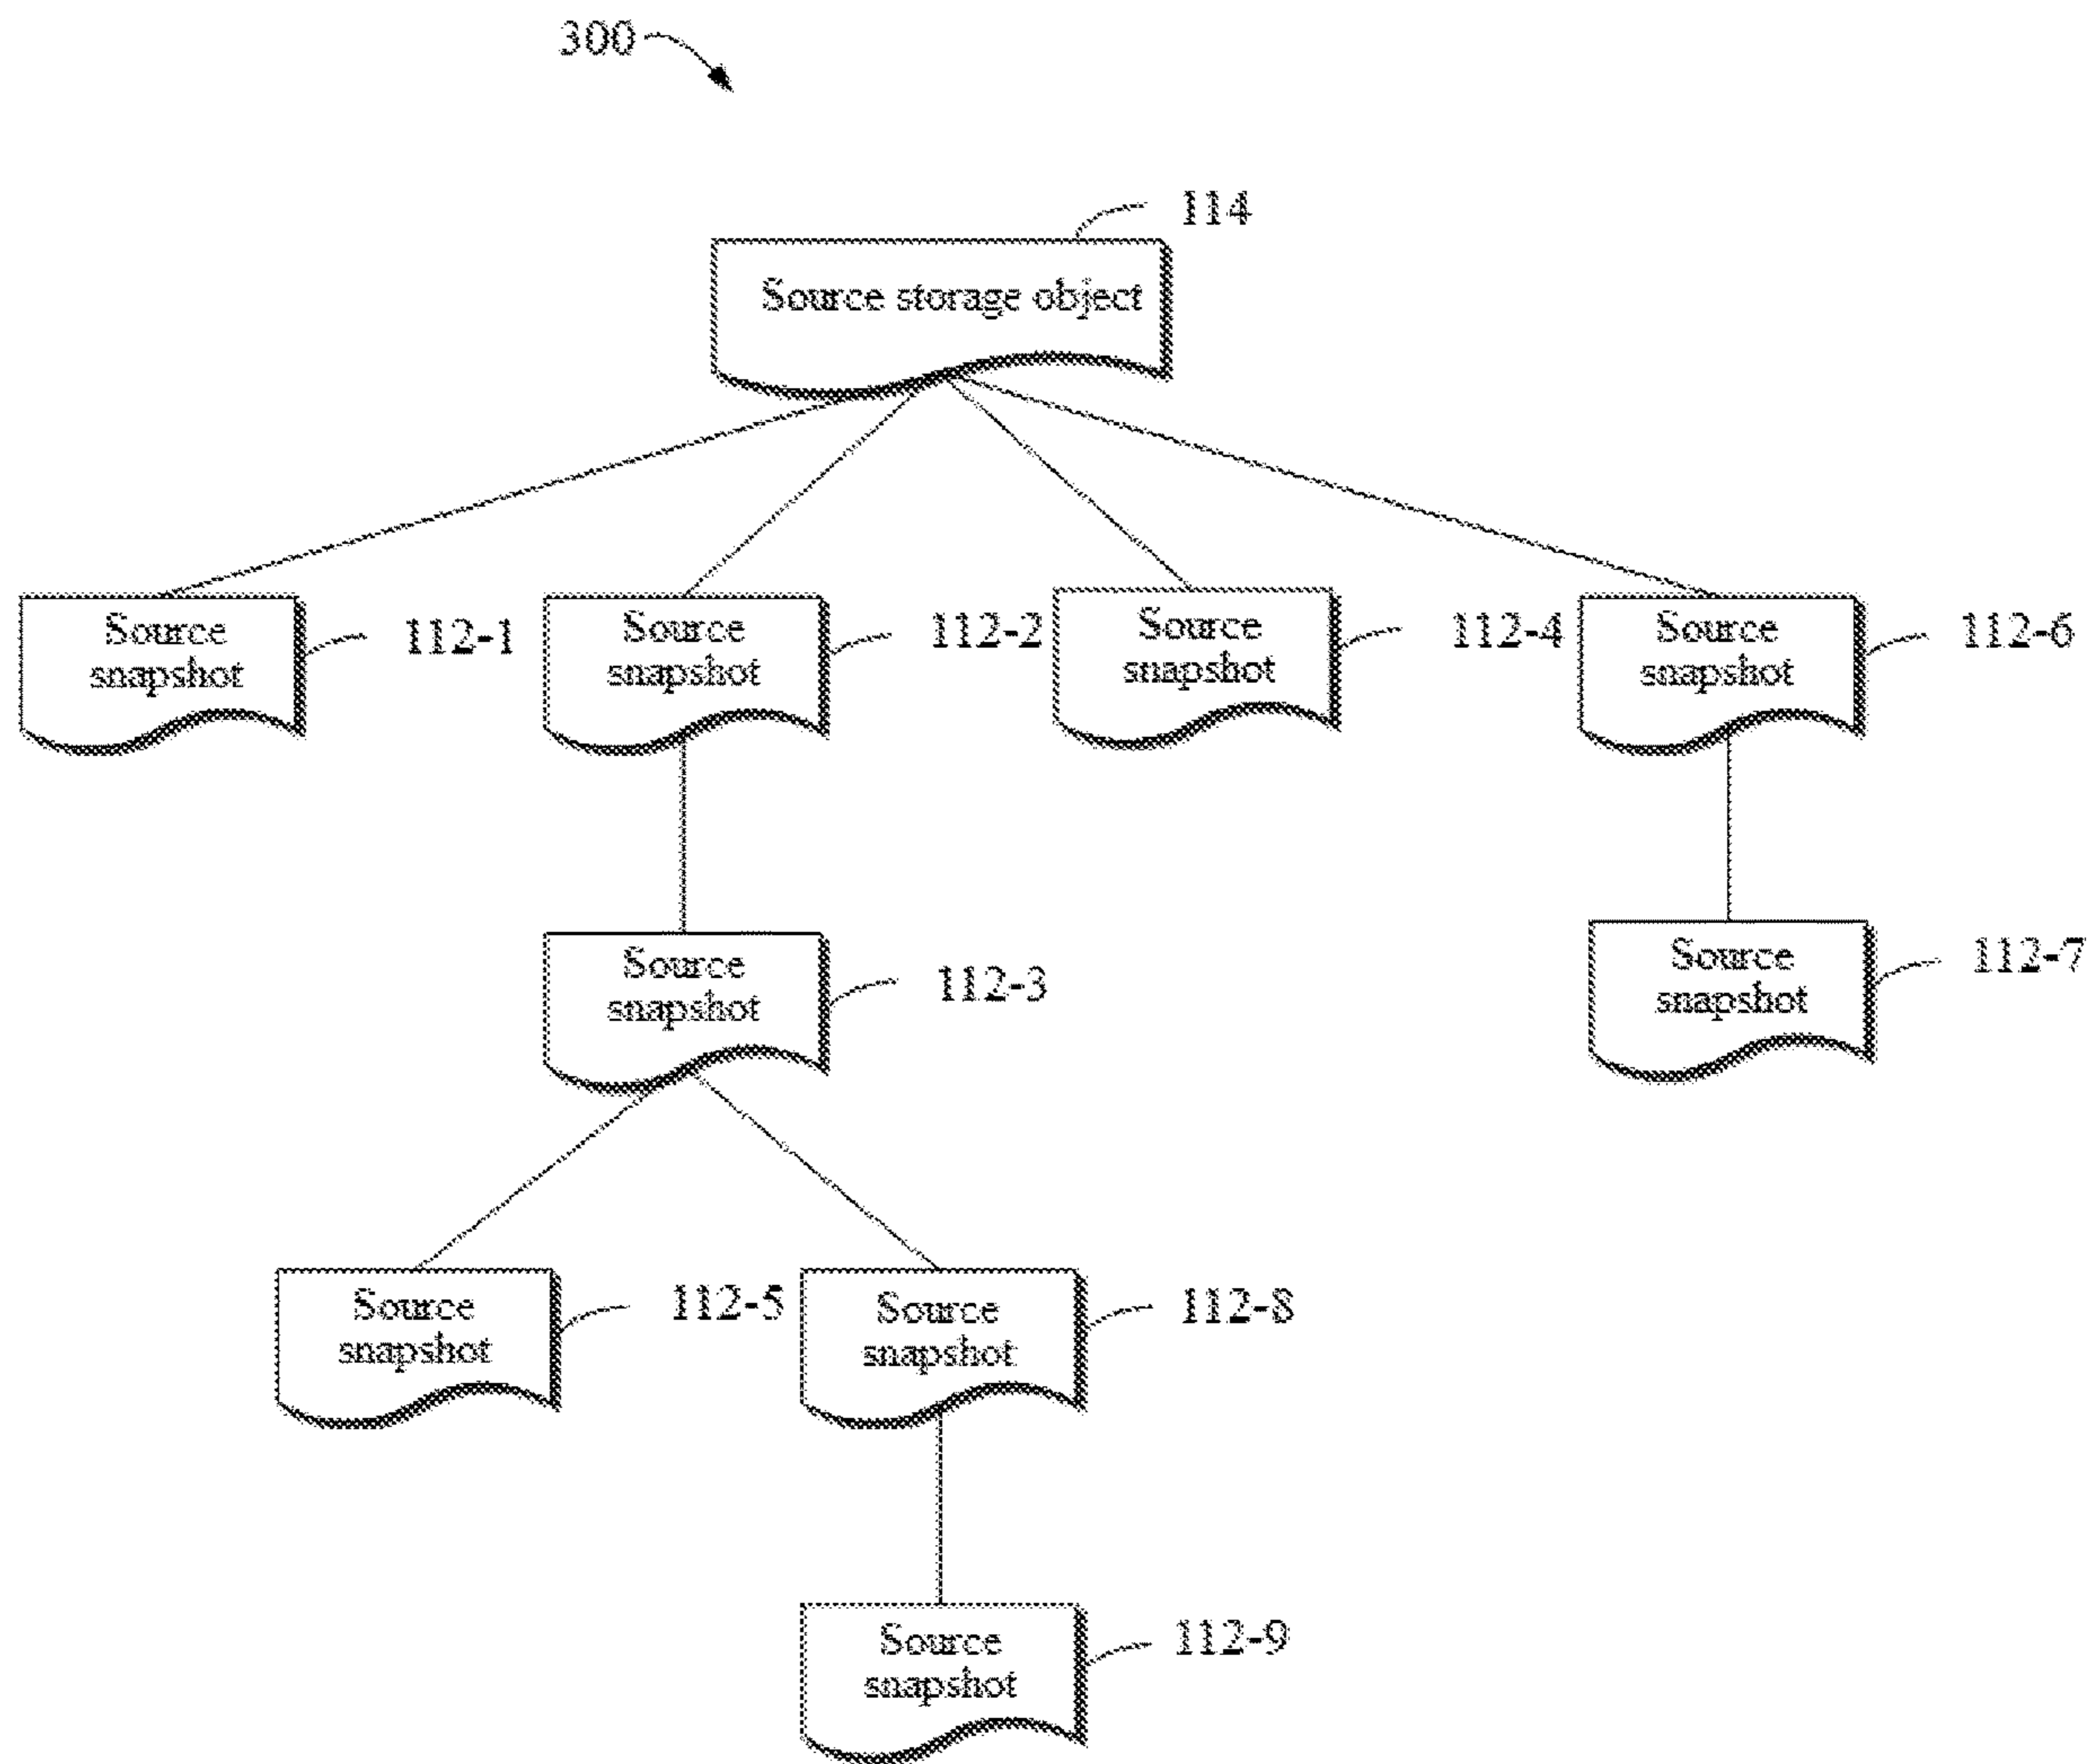 300
114
Source storage object
Source
snapshot
112-1
Source
snapshot
112-2
Source
snapshot
112-4
Source
snapshot
112-6
Source
snapshot
112-3
Source
snapshot
112-7
Source
snapshot
112-5
Source
snapshot
112-8
Source
snapshot
112-9